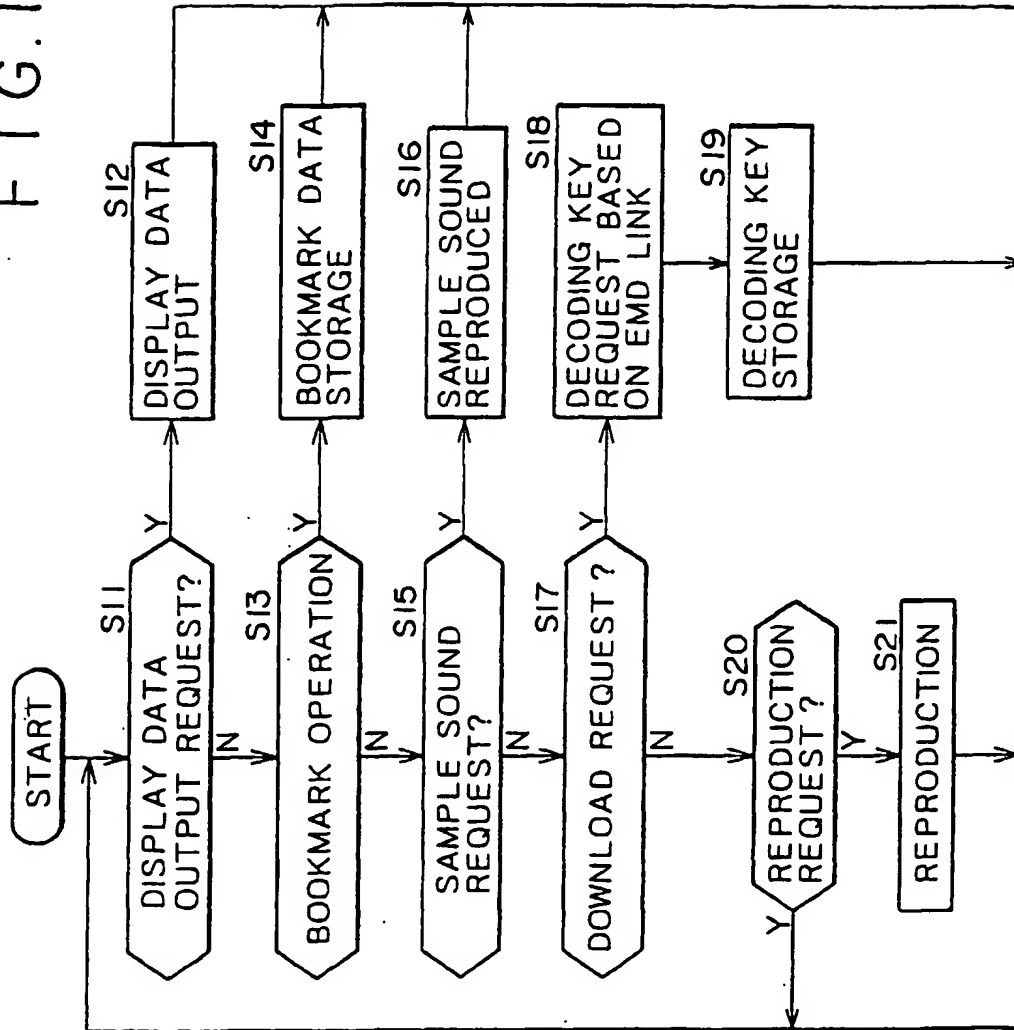 FIG.1
START
S11
DISPLAY DATA
OUTPUT REQUEST?
Y
N
S12
DISPLAY DATA
OUTPUT
S13
BOOKMARK OPERATION
Y
N
S14
BOOKMARK DATA
STORAGE
S15
SAMPLE SOUND
REQUEST?
Y
N
S16
SAMPLE SOUND
REPRODUCED
S17
DOWNLOAD REQUEST?
Y
N
S18
DECODING KEY
REQUEST BASED
ON EMD LINK
S19
DECODING KEY
STORAGE
S20
REPRODUCTION
REQUEST?
Y
Y
S21
REPRODUCTION